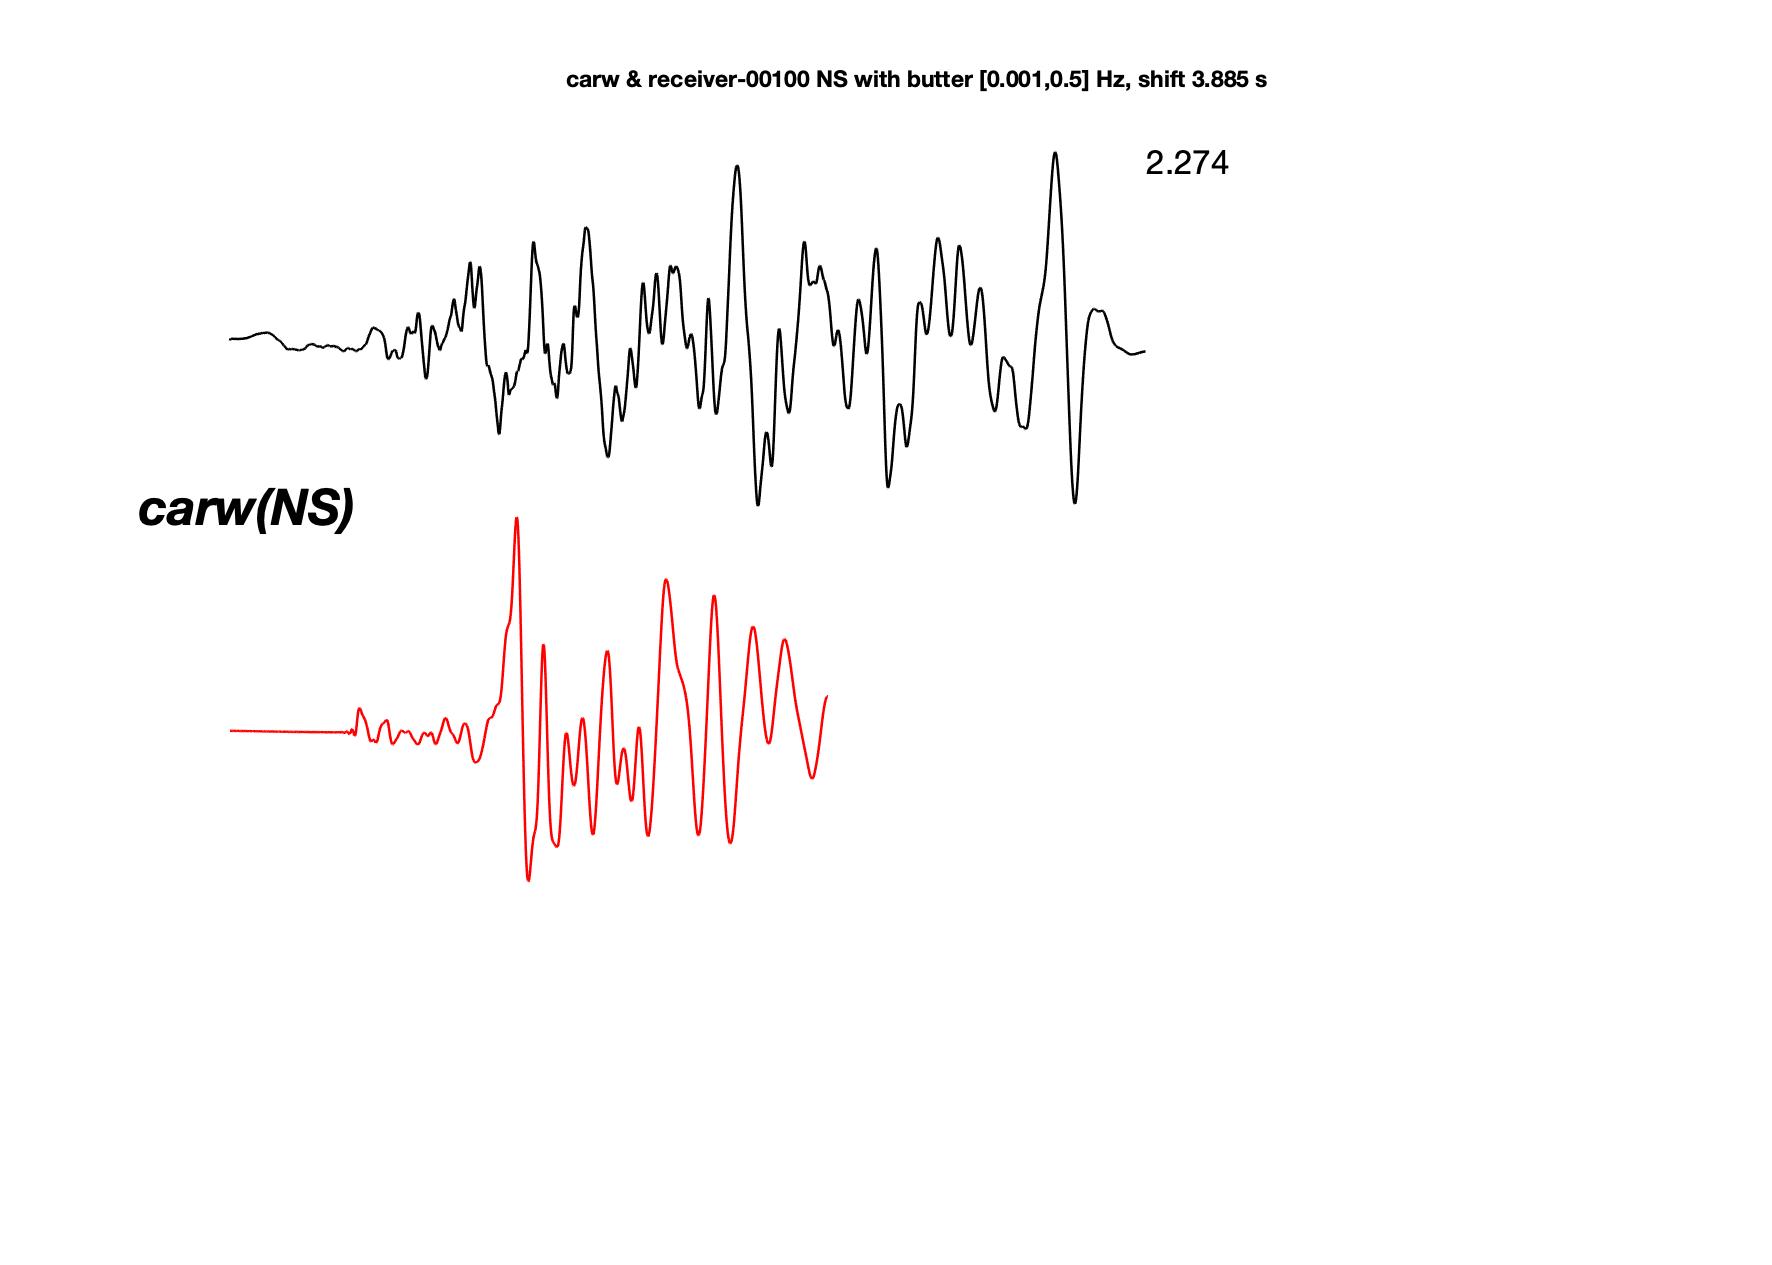 carw & receiver-00100 NS with butter [0.001,0.5] Hz, shift 3.885 s
2.274
carw(NS)